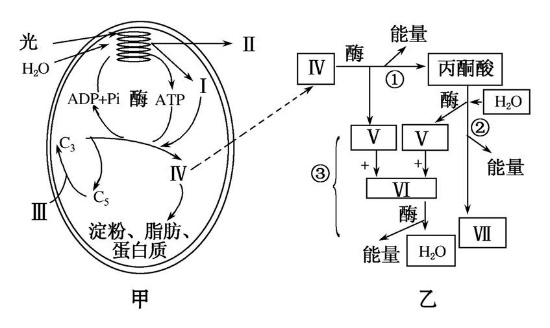 光
H₂O
Ⅱ
Ⅰ
ADP+Pi 酶 ATP
C₃
Ⅳ
C₅
Ⅲ
淀粉、脂肪、
蛋白质
甲
能量
Ⅳ 酶 ① 丙酮酸
酶 H₂O
②
能量
Ⅴ Ⅴ
③ + +
Ⅵ
酶
能量 H₂O Ⅶ
乙